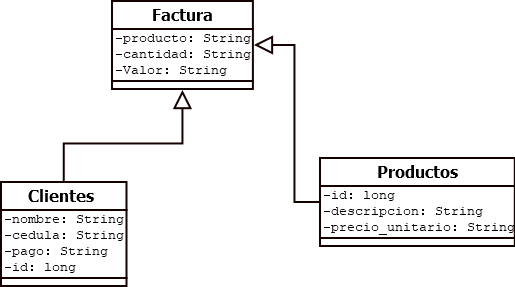 Factura
-producto: String
-cantidad: String
-Valor: String
Clientes
-nombre: String
-cedula: String
-pago: String
-id: long
Productos
-id: long
-descripcion: String
-precio_unitario: String